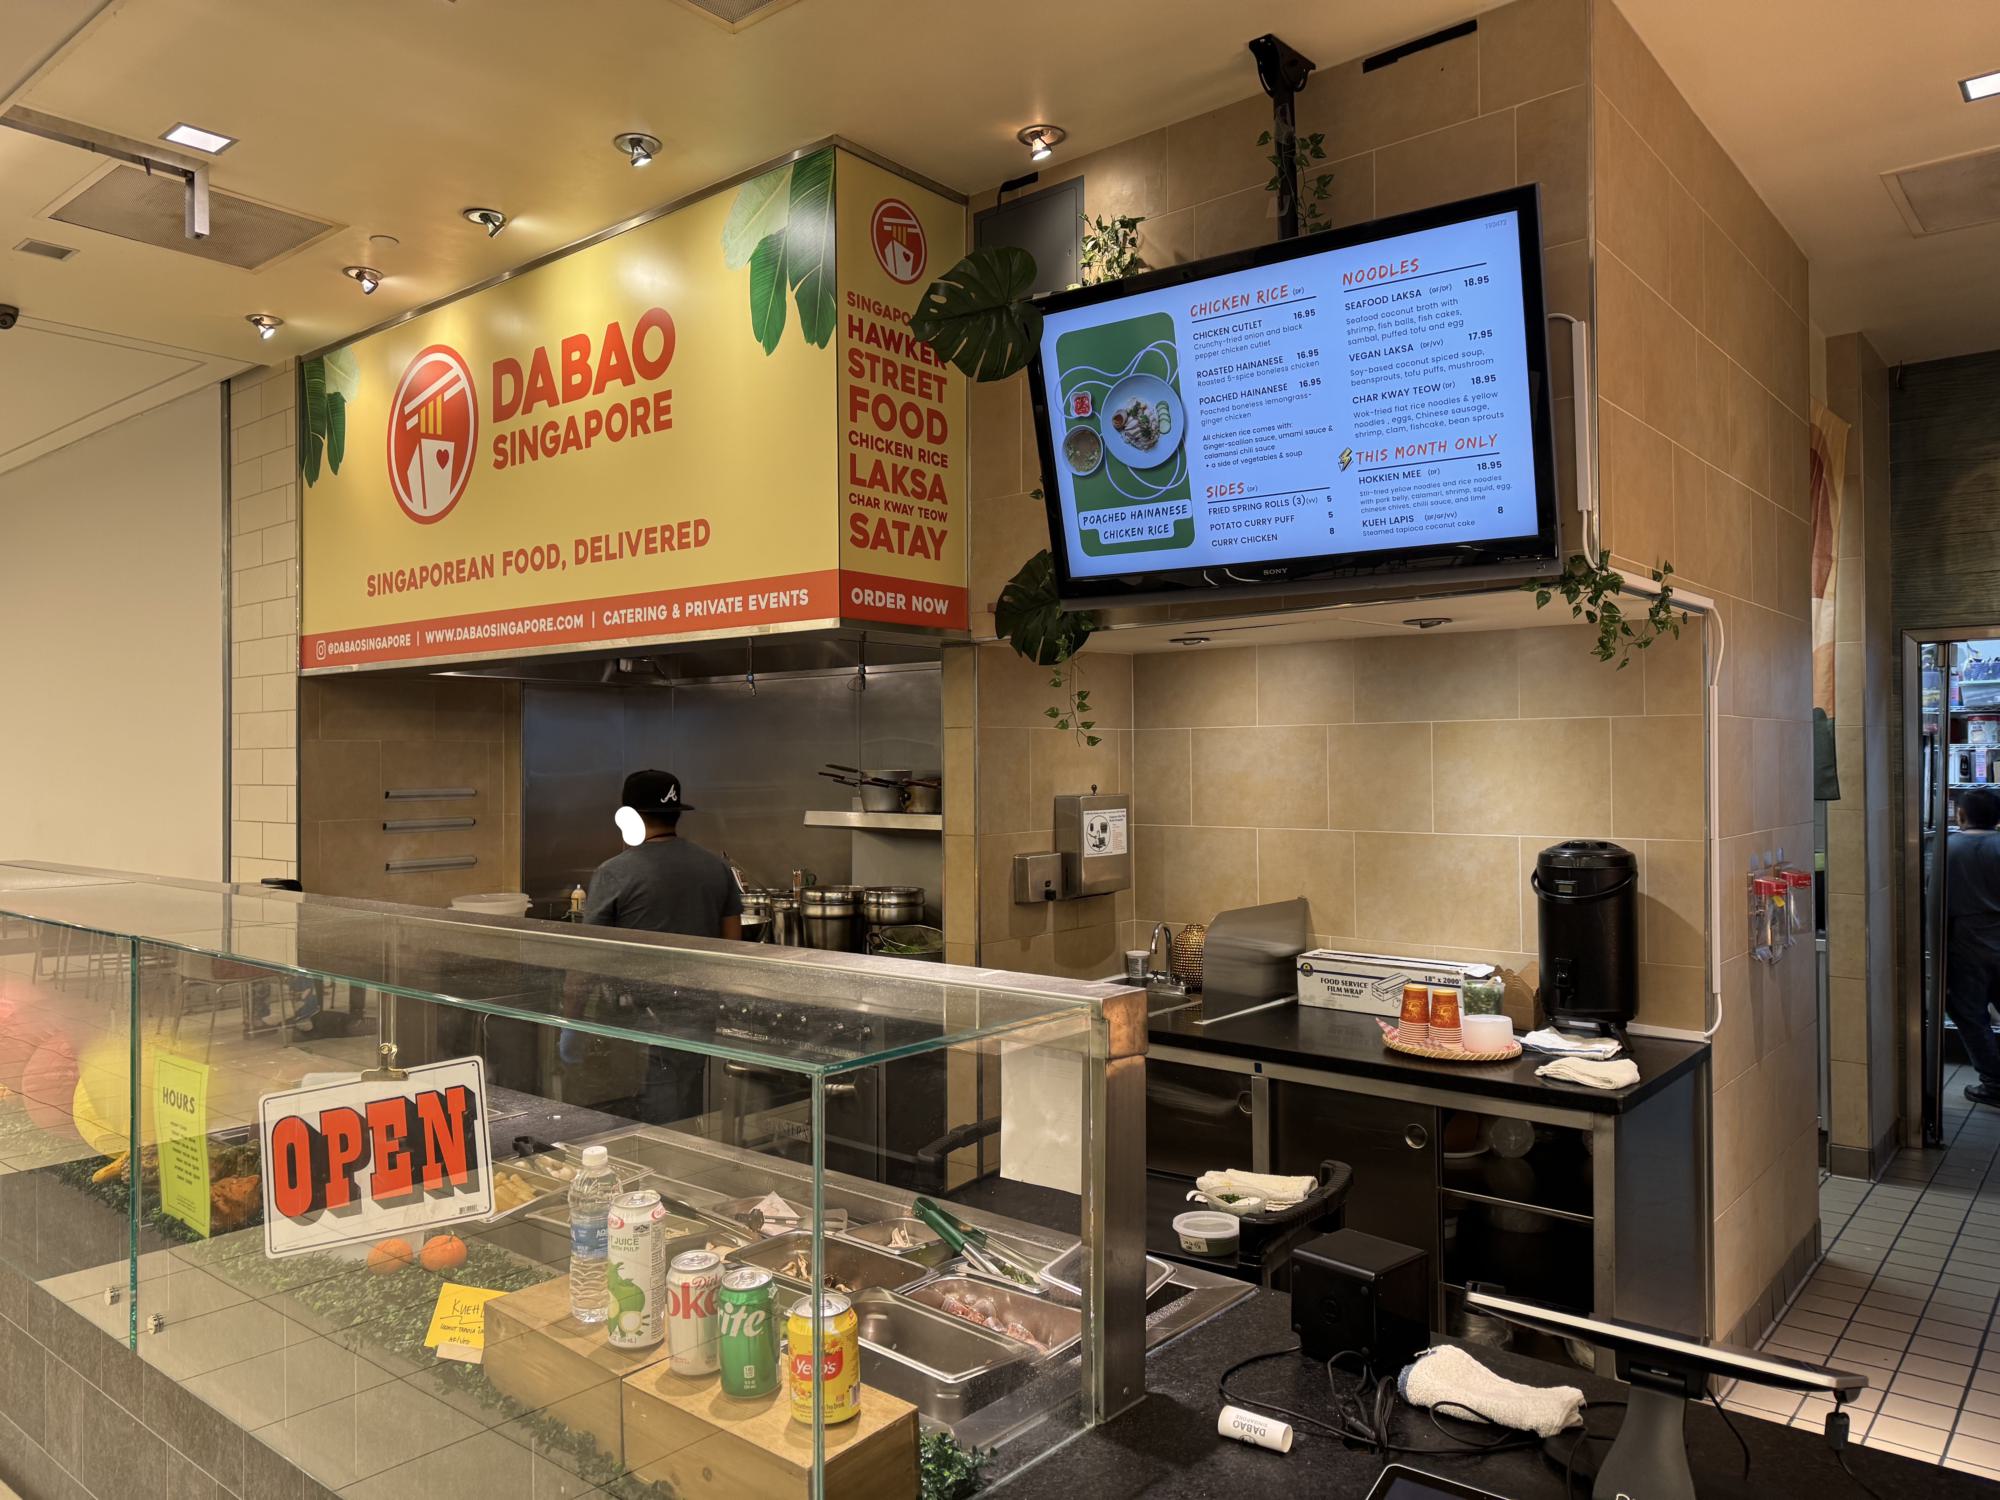 DABAO
SINGAPORE
SINGAPOREAN FOOD, DELIVERED
@DABAOSINGAPORE | WWW.DABAOSINGAPORE.COM | CATERING & PRIVATE EVENTS
HAWKER
STREET
FOOD
CHICKEN RICE
LAKSA
CHAR KWAY TEOW
SATAY
ORDER NOW
POACHED HAINANESE
CHICKEN RICE
CHICKEN RICE (DF)
CHICKEN CUTLET 16.95
Crunchy-fried onion and black
pepper chicken cutlet
ROASTED HAINANESE 16.95
Roasted 5-spice boneless chicken
POACHED HAINANESE 16.95
Poached boneless lemongrass-
ginger chicken
All chicken rice comes with:
Ginger-scallion sauce, umami sauce &
calamansi chili sauce
+ a side of vegetables & soup
SIDES (DF)
FRIED SPRING ROLLS (3) (VV) 5
POTATO CURRY PUFF 5
CURRY CHICKEN 8
NOODLES
SEAFOOD LAKSA (GF/DF) 18.95
Seafood coconut broth with
shrimp, fish balls, fish cakes,
sambal, puffed tofu and egg
VEGAN LAKSA (DF/VV) 17.95
Soy-based coconut spiced soup,
beansprouts, tofu puffs, mushroom
CHAR KWAY TEOW (DF) 18.95
Wok-fried flat rice noodles & yellow
noodles , eggs, Chinese sausage,
shrimp, clam, fishcake, bean sprouts
THIS MONTH ONLY
HOKKIEN MEE (DF) 18.95
Stir-fried yellow noodles and rice noodles
with pork belly, calamari, shrimp, squid, egg,
chinese chives, chilli sauce, and lime
KUEH LAPIS (DF/GF/VV) 8
Steamed tapioca coconut cake
SONY
A
FOOD SERVICE
FILM WRAP
18" x 2000'
HOURS
OPEN
KUEH
JUICE
WITH PULP
Diet
oke
ite
Yeo's
DABAO
SINGAPORE